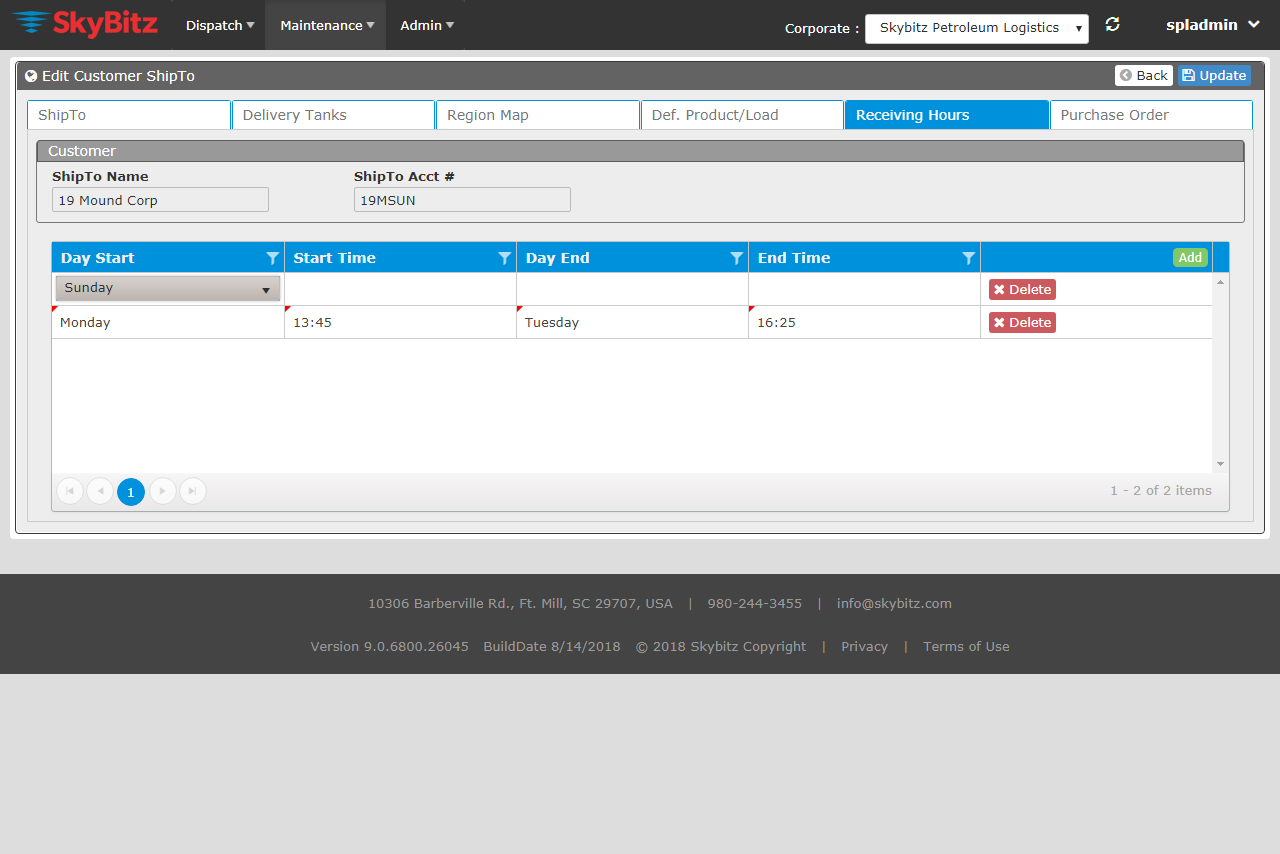 SkyBitz Dispatch Maintenance Admin Corporate : Skybitz Petroleum Logistics spladmin
Edit Customer ShipTo Back Update
ShipTo Delivery Tanks Region Map Def. Product/Load Receiving Hours Purchase Order
Customer
ShipTo Name ShipTo Acct #
19 Mound Corp 19MSUN
Day Start Start Time Day End End Time Add
Sunday Delete
Monday 13:45 Tuesday 16:25 Delete
1 1 - 2 of 2 items
10306 Barberville Rd., Ft. Mill, SC 29707, USA | 980-244-3455 | info@skybitz.com
Version 9.0.6800.26045 BuildDate 8/14/2018 © 2018 Skybitz Copyright | Privacy | Terms of Use